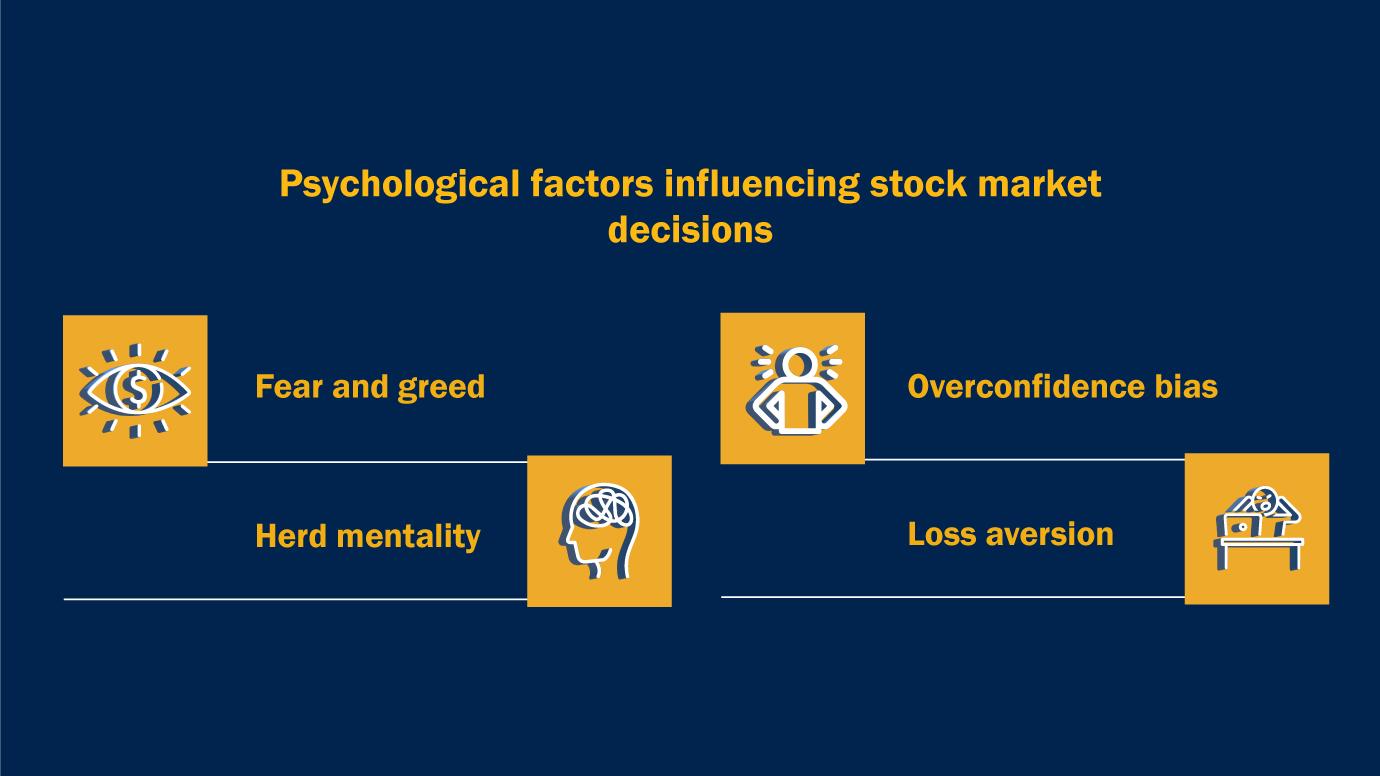 Psychological factors influencing stock market
decisions
Fear and greed
Overconfidence bias
Herd mentality
Loss aversion